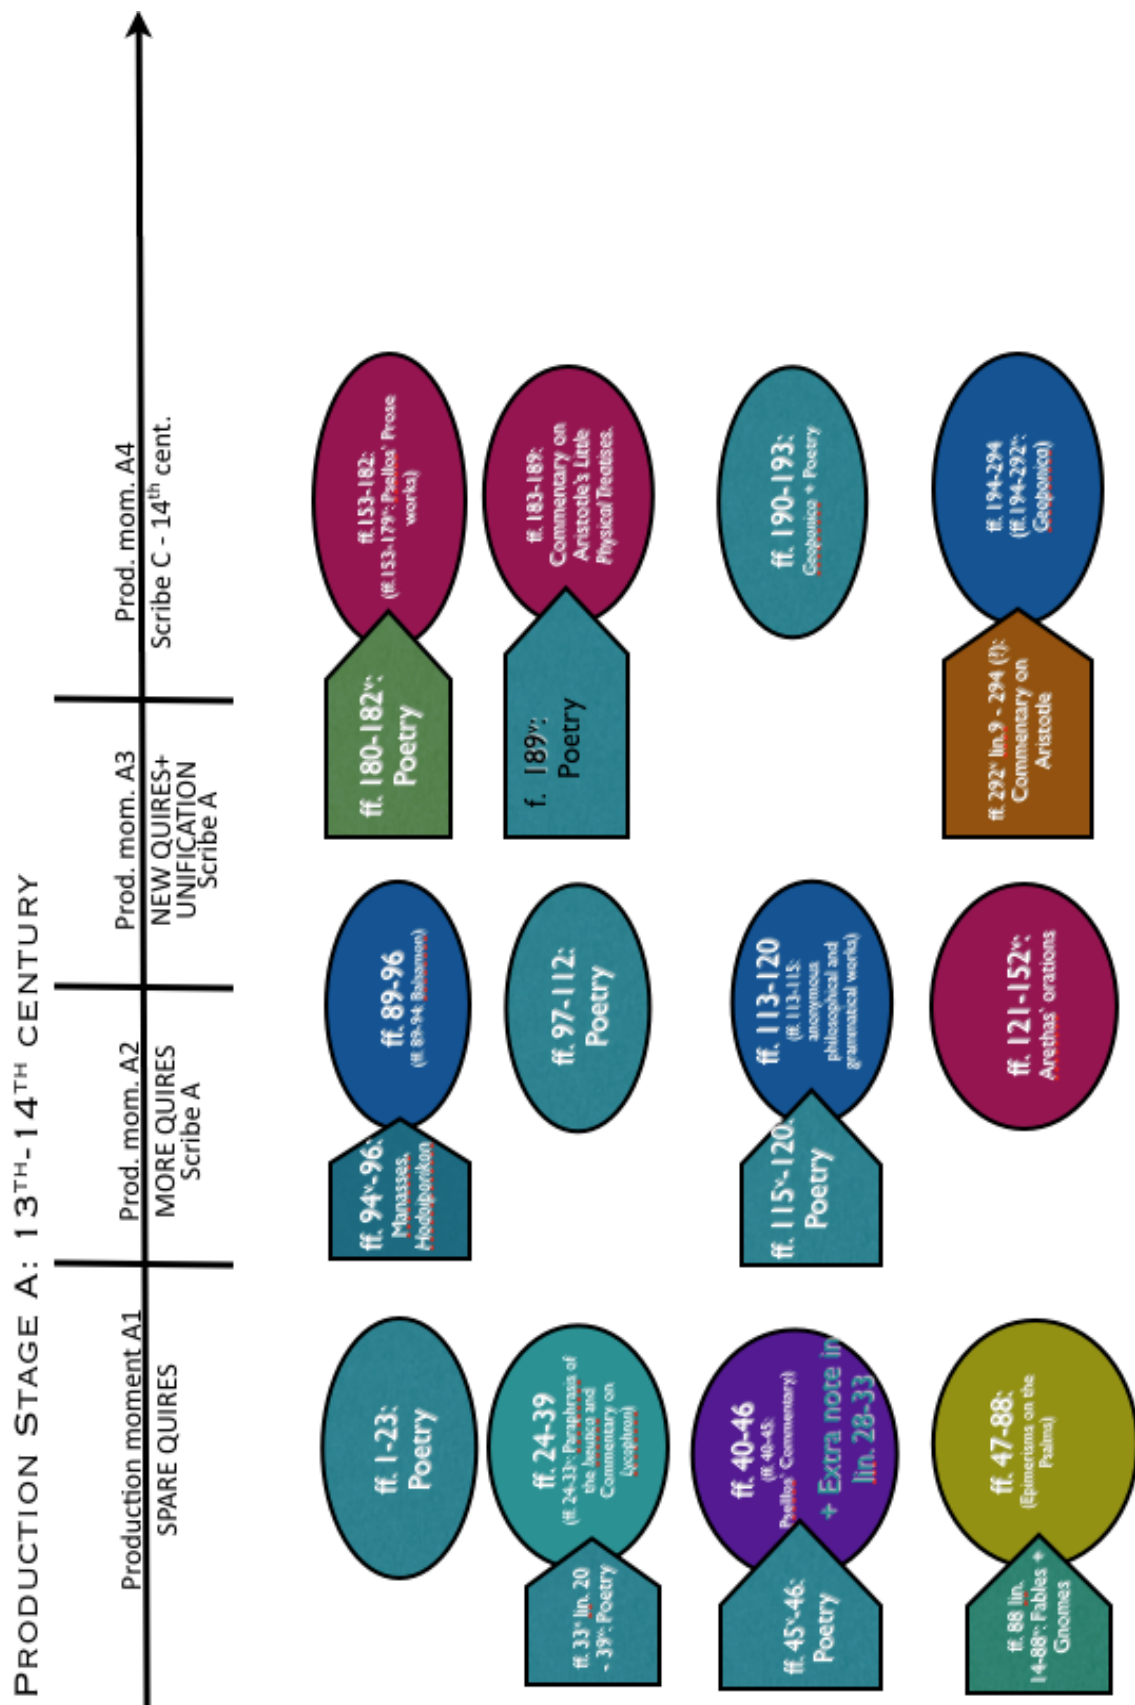 PRODUCTION STAGE A: 13TH-14TH CENTURY
Production moment A1
SPARE QUIRES
Prod. mom. A2
MORE QUIRES
Scribe A
Prod. mom. A3
NEW QUIRES+
UNIFICATION
Scribe A
Prod. mom. A4
Scribe C - 14th cent.
ff. 1-23:
Poetry
ff. 94v-96:
Manasses,
Hodoiporikon
ff. 89-96
(ff. 89-94: Balsamon)
ff. 180-182v:
Poetry
ff. 153-182:
(ff. 153-179v: Psellos' Prose
works)
ff. 33v lin. 20
- 39v: Poetry
ff. 24-39
(ff. 24-33v: Paraphrasis of
the Ixeutica and
Commentary on
Lycophron)
ff. 97-112:
Poetry
f. 189v:
Poetry
ff. 183-189:
Commentary on
Aristotle's Little
Physical Treatises.
ff. 45v-46:
Poetry
ff. 40-46
(ff. 40-45:
Psellos' Commentary)
+ Extra note in
lin. 28-33
ff. 115v-120:
Poetry
ff. 113-120
(ff. 113-115:
anonymous
philosophical and
grammatical works)
ff. 190-193:
Geoponica + Poetry
ff. 88 lin.
14-88v: Fables +
Gnomes
ff. 47-88:
(Epimerisms on the
Psalms)
ff. 121-152v:
Arethas' orations
ff. 292v lin.9 - 294 (?):
Commentary on
Aristotle
ff. 194-294
(ff.194-292v:
Geoponica)